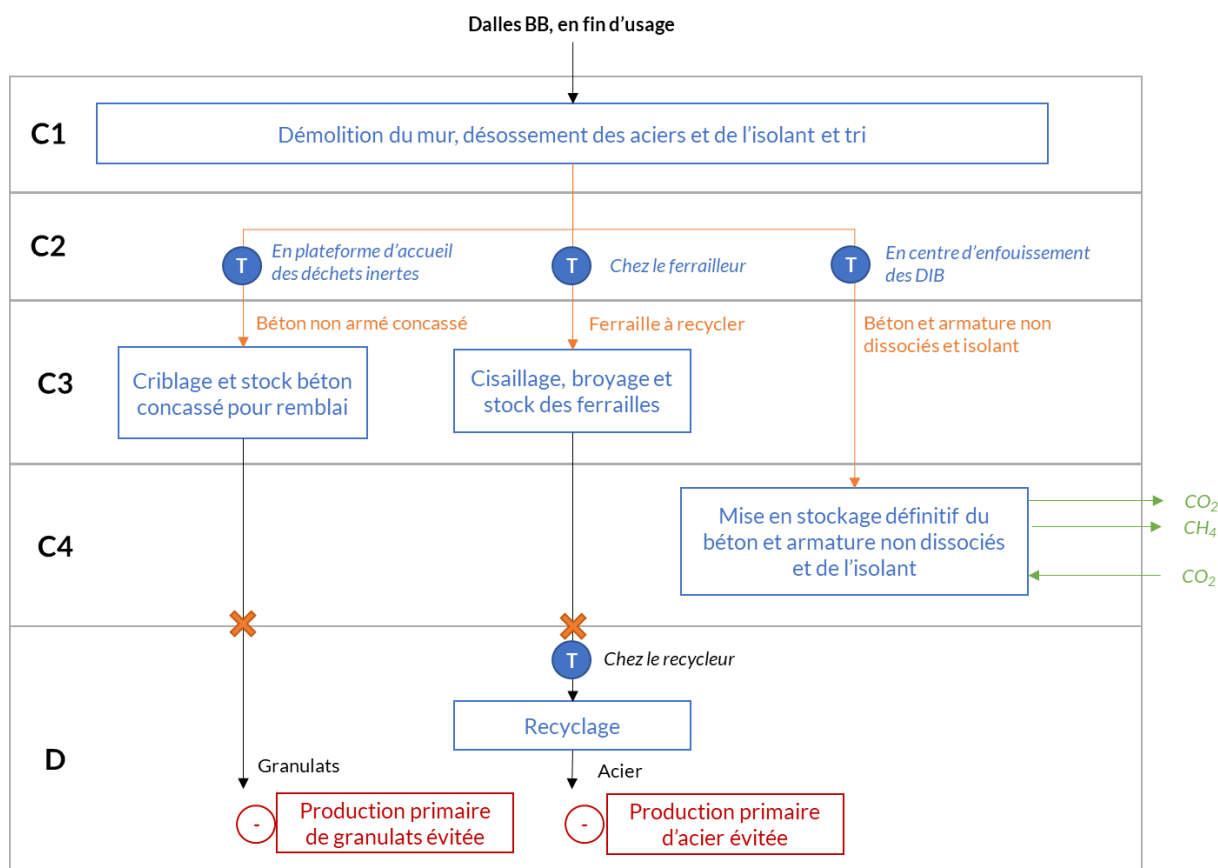 Dalles BB, en fin d’usage
C1
Démolition du mur, désossement des aciers et de l’isolant et tri
C2
T
En plateforme d’accueil
des déchets inertes
T
Chez le ferrailleur
T
En centre d’enfouissement
des DIB
Béton non armé concassé
Ferraille à recycler
Béton et armature non
dissociés et isolant
C3
Criblage et stock béton
concassé pour remblai
Cisaillage, broyage et
stock des ferrailles
C4
Mise en stockage définitif du
béton et armature non dissociés
et de l’isolant
CO2
CH4
CO2
T
Chez le recycleur
Recyclage
D
Granulats
Acier
-
Production primaire
de granulats évitée
-
Production primaire
d’acier évitée